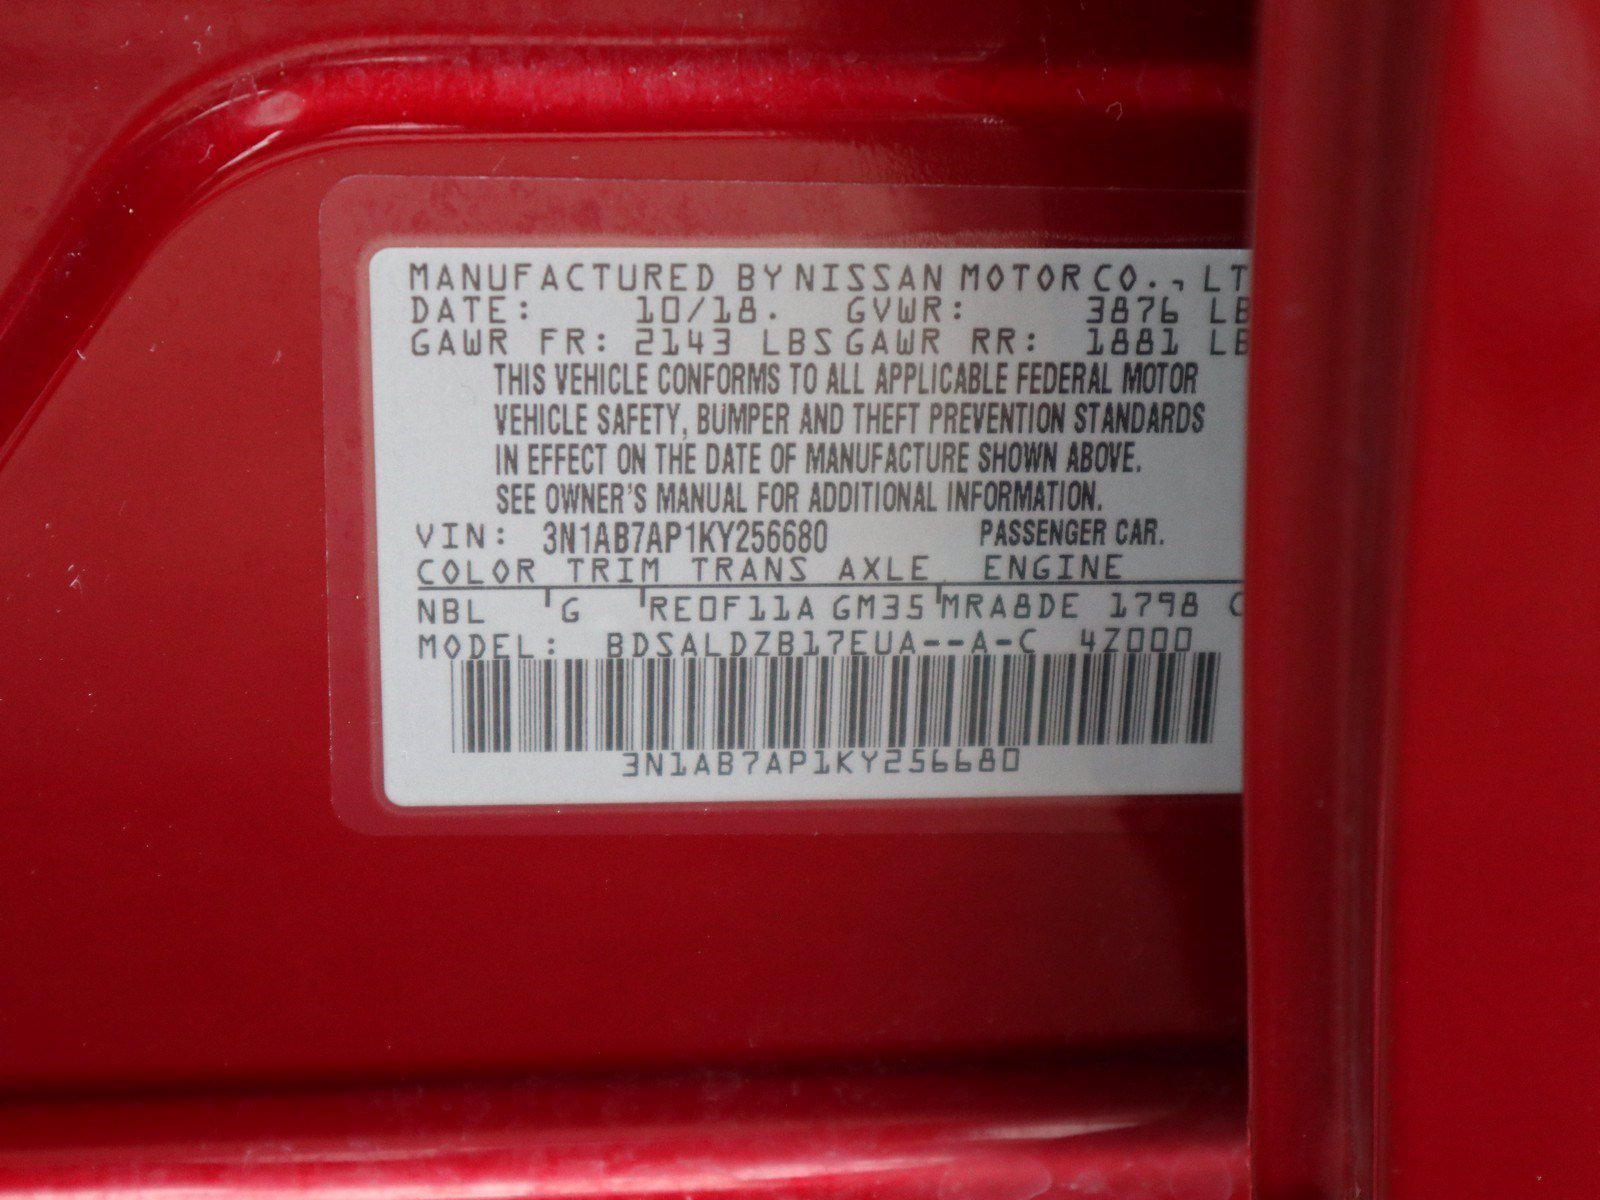 MANUFACTURED BY NISSAN MOTOR CO., LT
DATE: 10/18. GVWR: 3876 LB
GAWR FR: 2143 LBS GAWR RR: 1881 LB
THIS VEHICLE CONFORMS TO ALL APPLICABLE FEDERAL MOTOR
VEHICLE SAFETY, BUMPER AND THEFT PREVENTION STANDARDS
IN EFFECT ON THE DATE OF MANUFACTURE SHOWN ABOVE.
SEE OWNER'S MANUAL FOR ADDITIONAL INFORMATION.
VIN: 3N1AB7AP1KY256680 PASSENGER CAR.
COLOR TRIM TRANS AXLE ENGINE
NBL G RE0F11A GM35 MRA8DE 1798 C
MODEL: BDSALDZB17EUA--A-C 4Z000
3N1AB7AP1KY256680